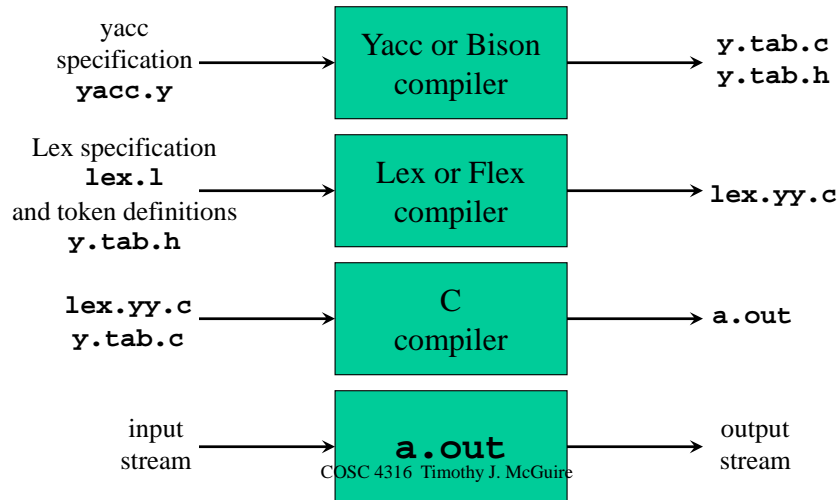 yacc
specification
yacc.y
Yacc or Bison
compiler
y.tab.c
y.tab.h
Lex specification
lex.l
and token definitions
y.tab.h
Lex or Flex
compiler
lex.yy.c
lex.yy.c
y.tab.c
C
compiler
a.out
input
stream
a.out
COSC 4316 Timothy J. McGuire
output
stream